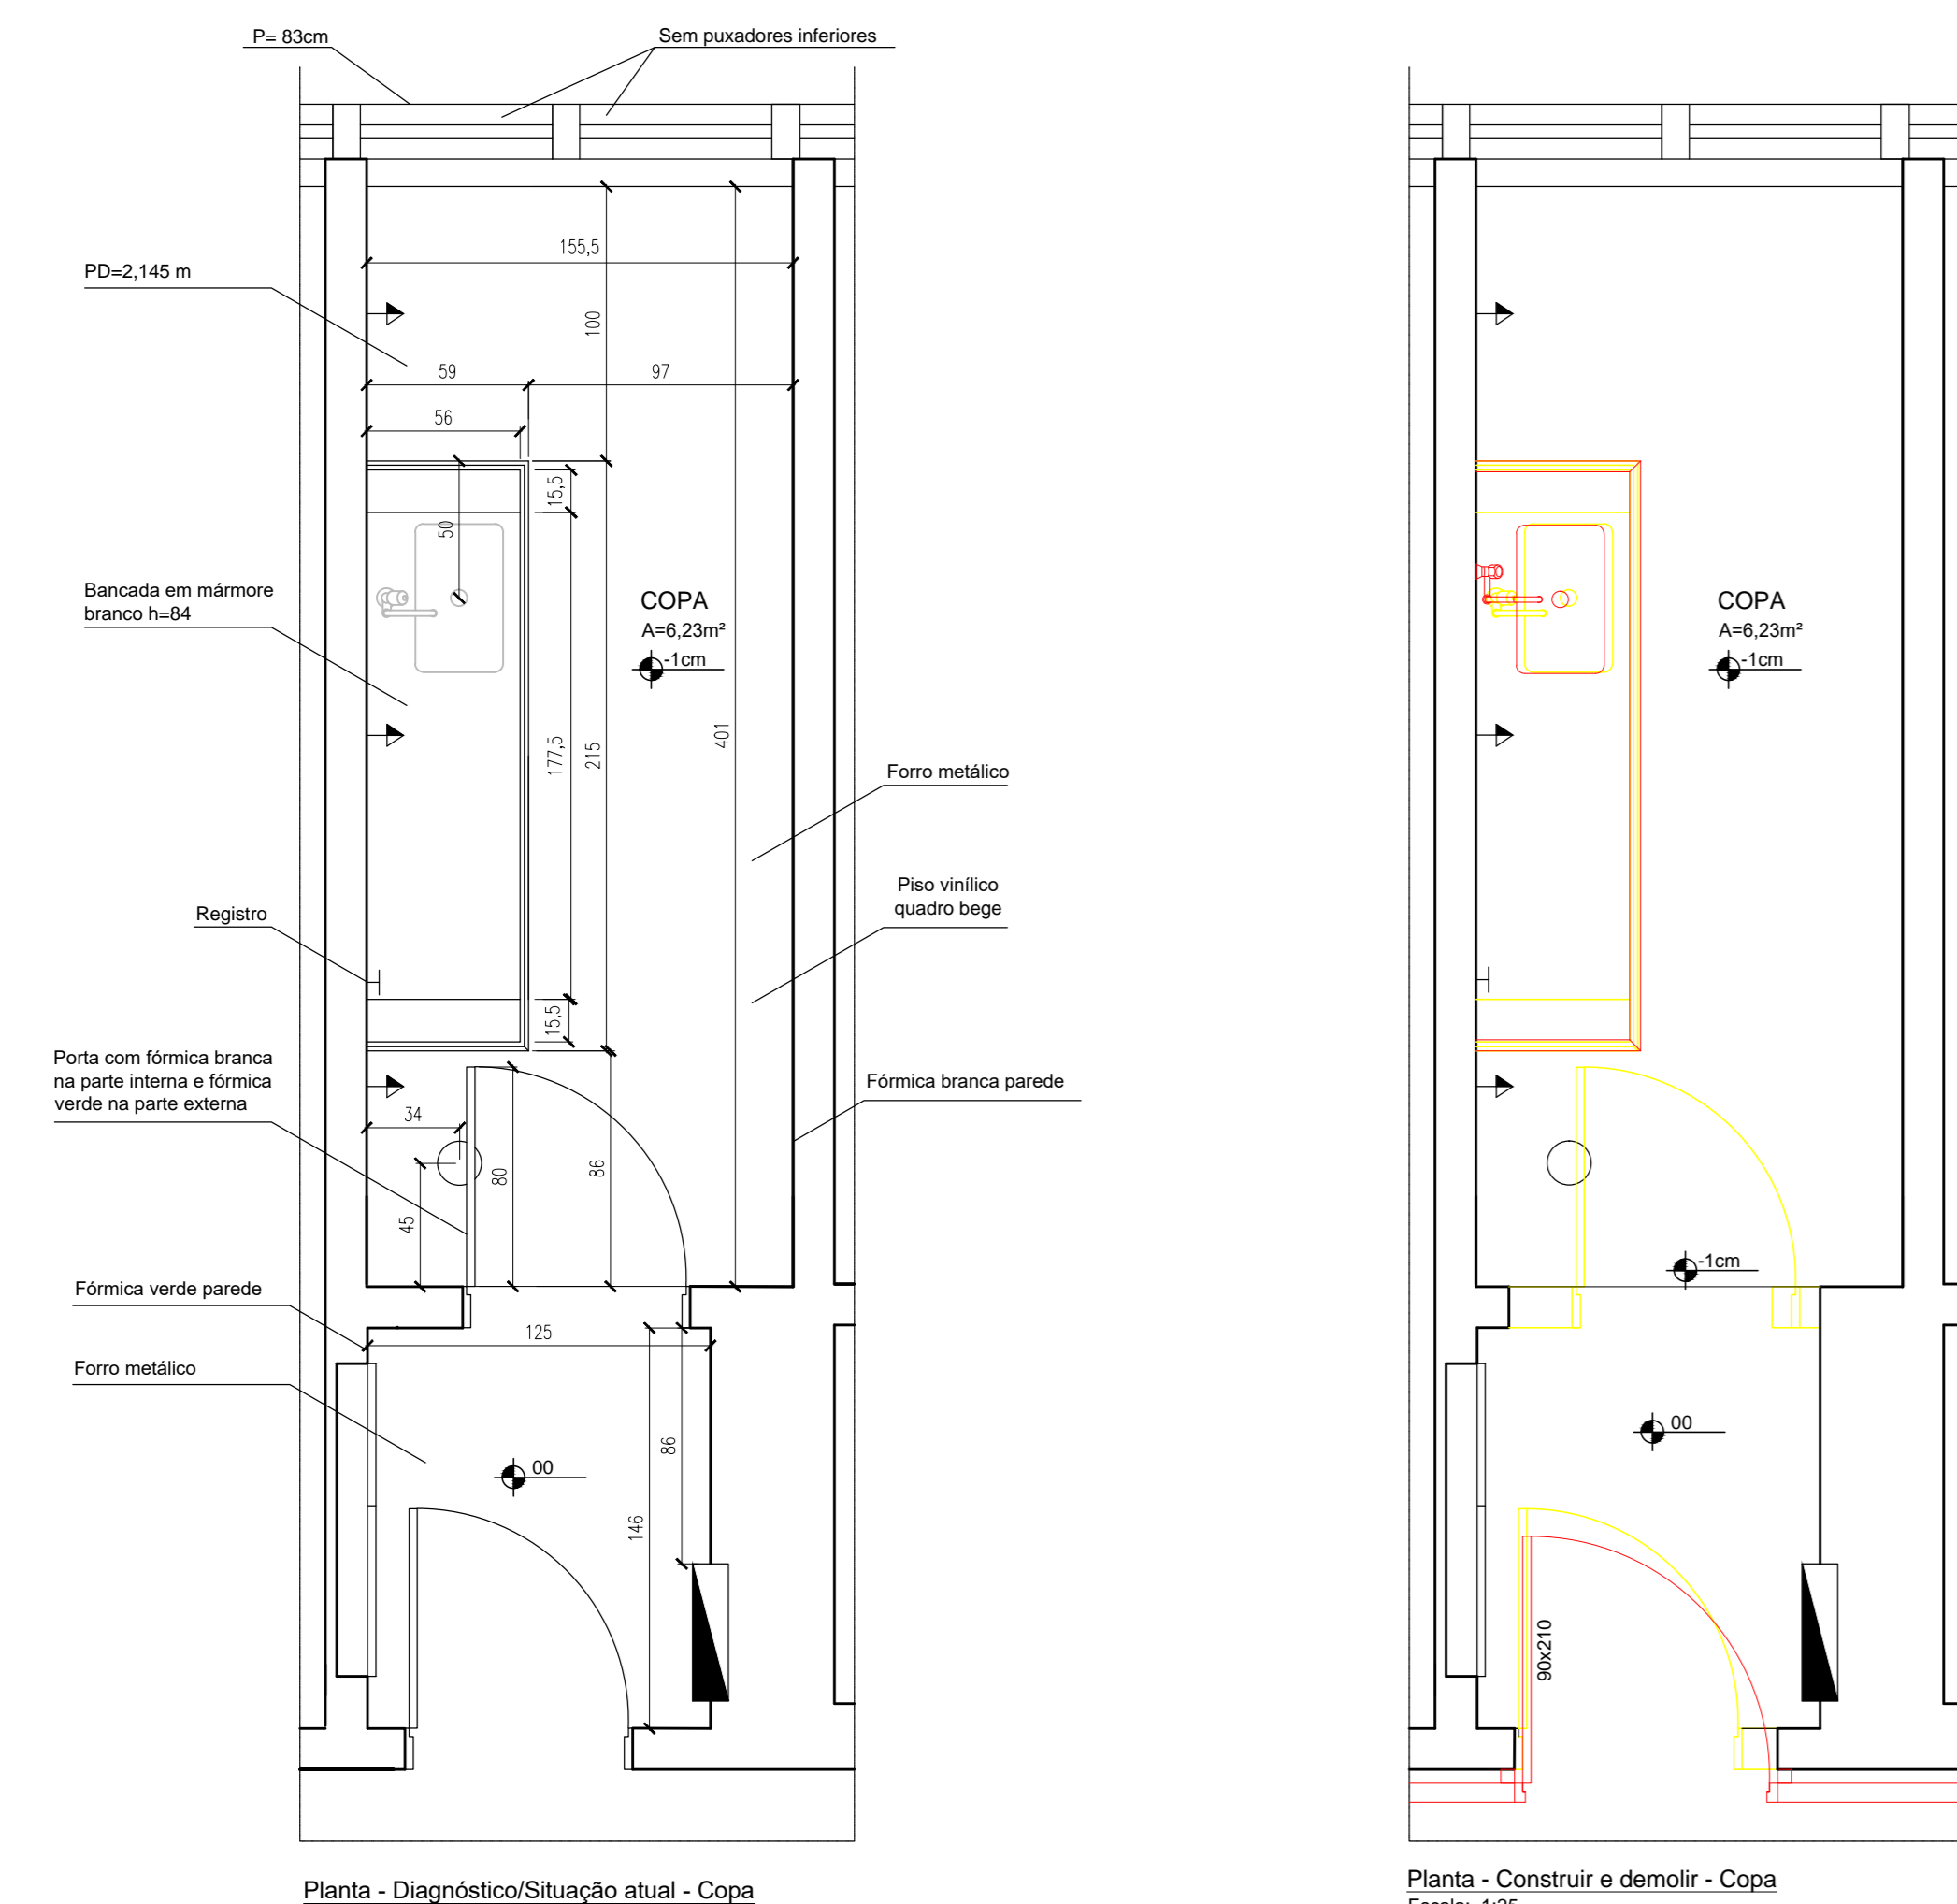 P= 83cm
Sem puxadores inferiores
155,5
PD=2,145 m
100
59
97
56
15,5
50
Bancada em mármore
branco h=84
COPA
A=6,23m²
-1cm
177,5
215
401
Forro metálico
Piso vinílico
quadro bege
Registro
15,5
Porta com fórmica branca
na parte interna e fórmica
verde na parte externa
Fórmica branca parede
34
80
86
45
Fórmica verde parede
125
Forro metálico
86
00
146
Planta - Diagnóstico/Situação atual - Copa
COPA
A=6,23m²
-1cm
-1cm
00
90x210
Planta - Construir e demolir - Copa
Escala: 1:25